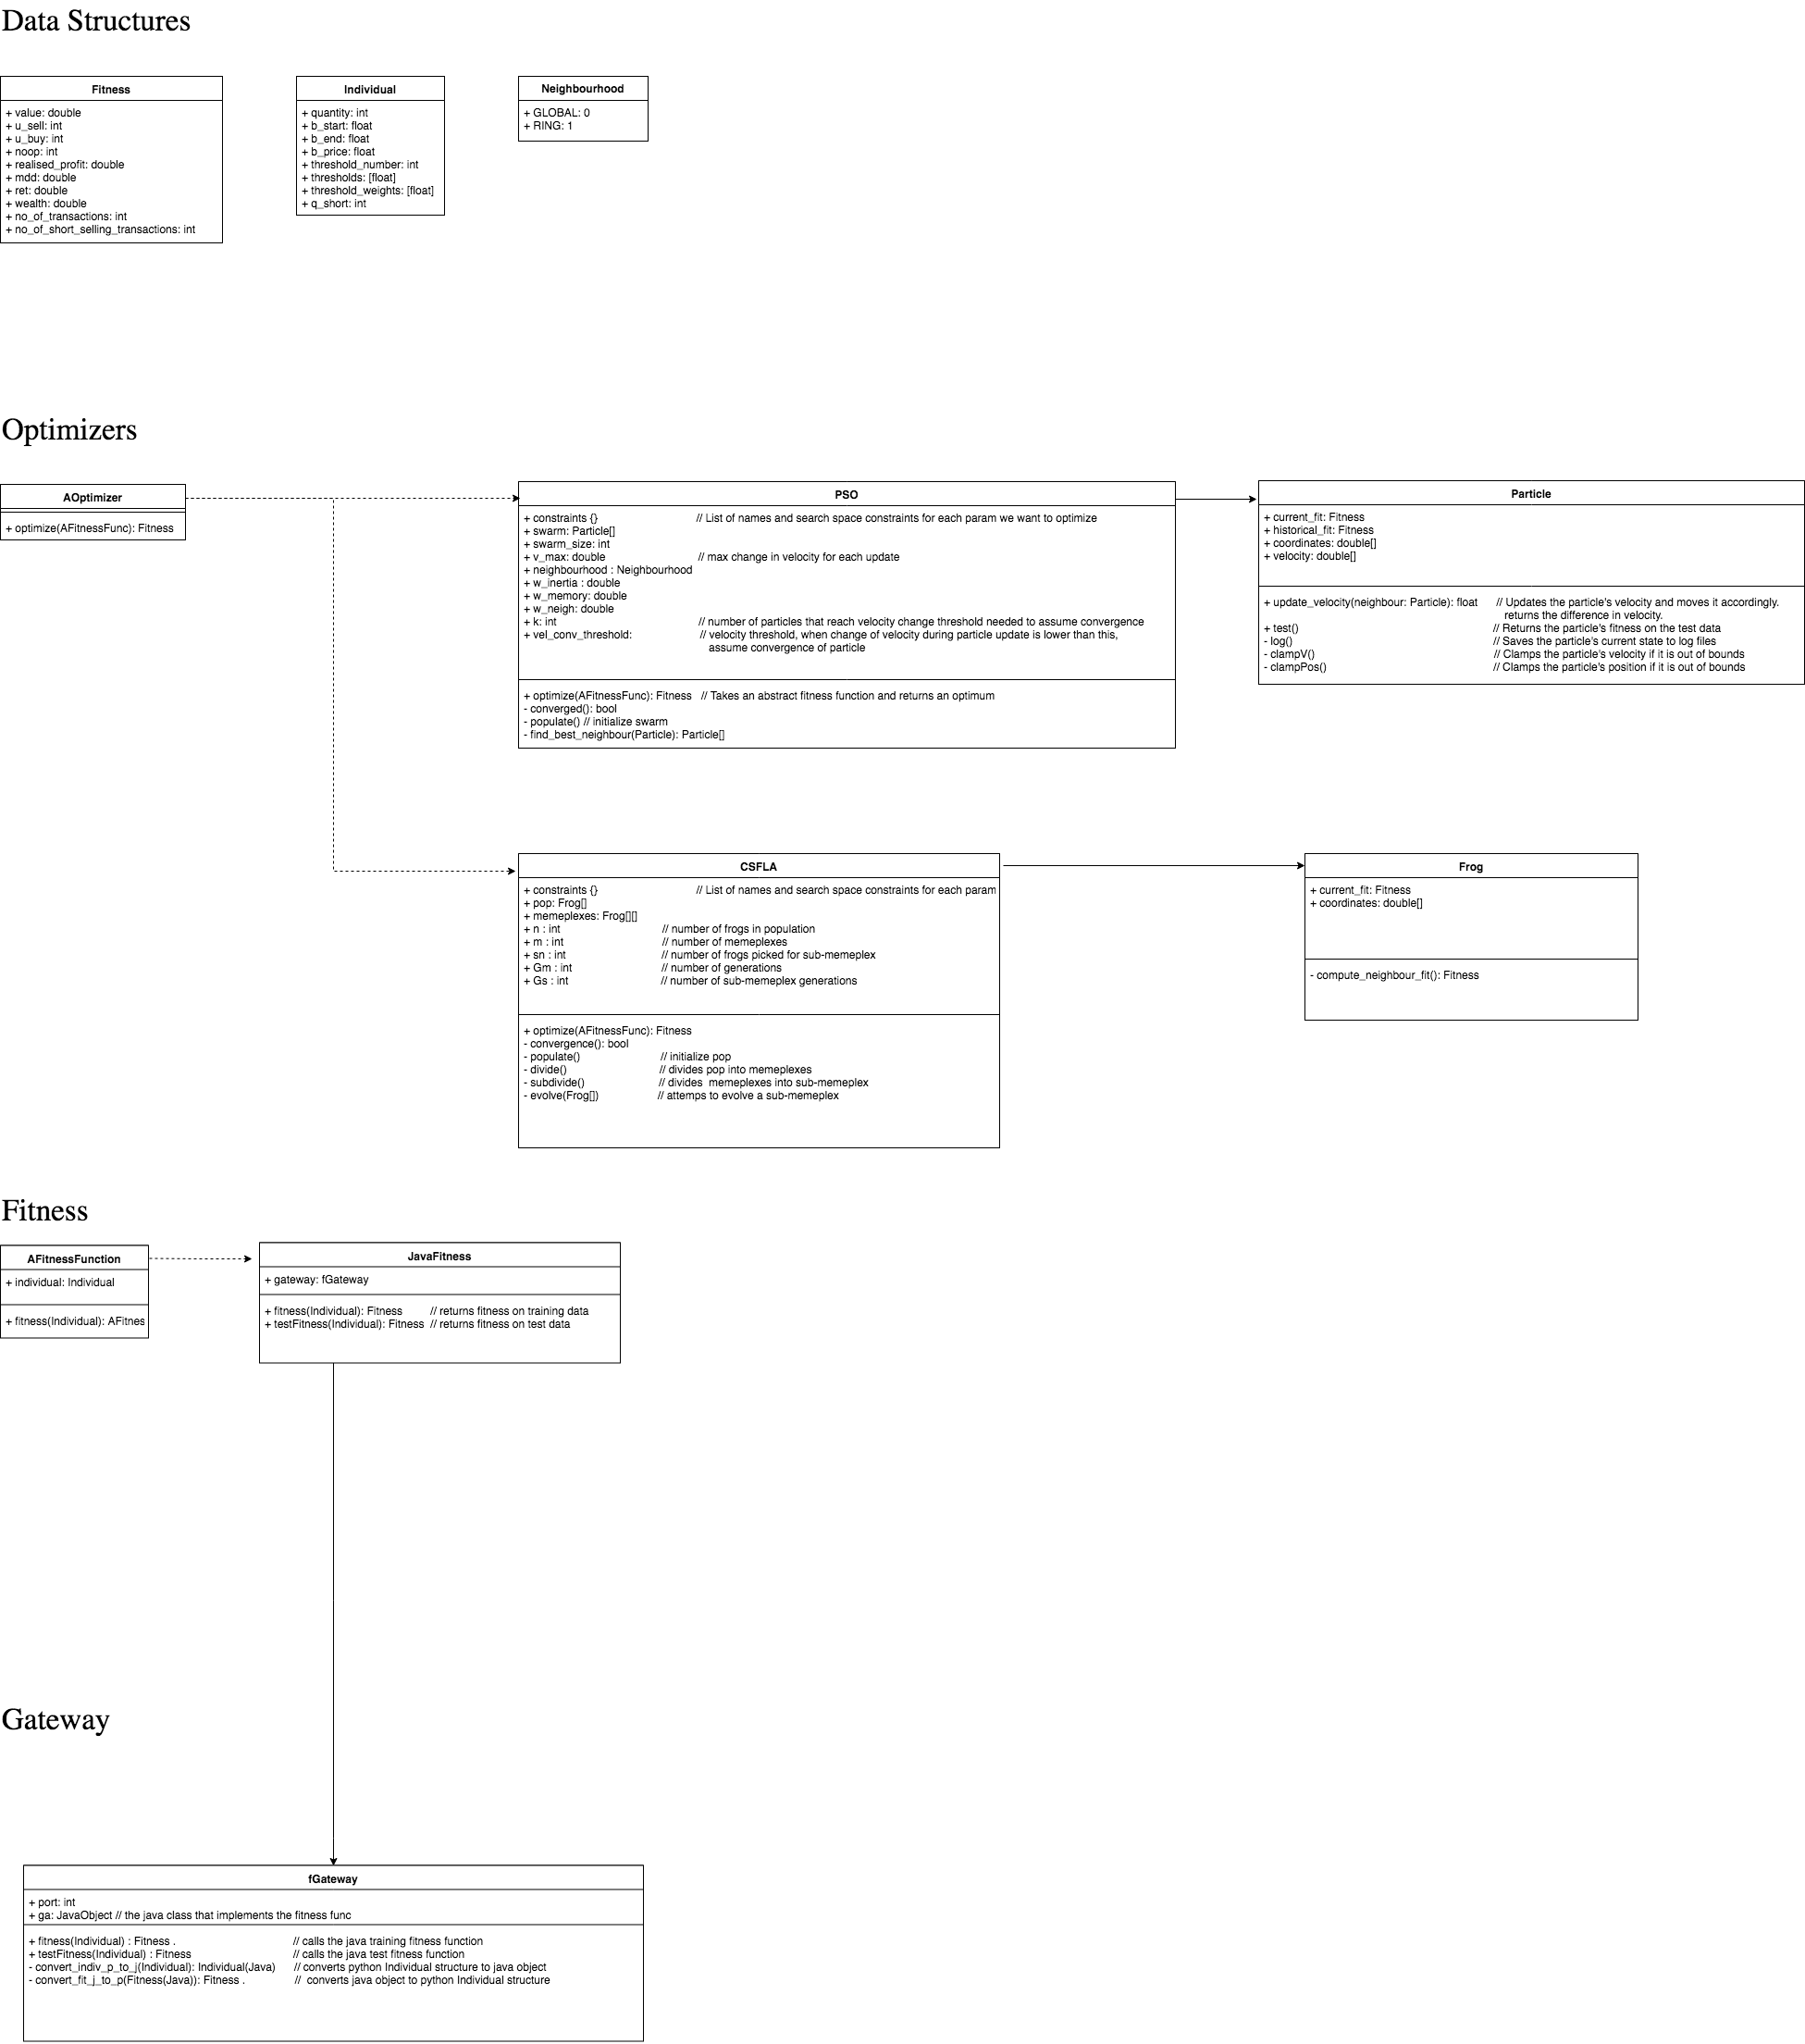 Data Structures
Fitness
+ value: double
+ u_sell: int
+ u_buy: int
+ noop: int
+ realised_profit: double
+ mdd: double
+ ret: double
+ wealth: double
+ no_of_transactions: int
+ no_of_short_selling_transactions: int
Individual
+ quantity: int
+ b_start: float
+ b_end: float
+ b_price: float
+ threshold_number: int
+ thresholds: [float]
+ threshold_weights: [float]
+ q_short: int
Neighbourhood
+ GLOBAL: 0
+ RING: 1
Optimizers
AOptimizer
+ optimize(AFitnessFunc): Fitness
PSO
+ constraints {} // List of names and search space constraints for each param we want to optimize
+ swarm: Particle[]
+ swarm_size: int
+ v_max: double // max change in velocity for each update
+ neighbourhood : Neighbourhood
+ w_inertia : double
+ w_memory: double
+ w_neigh: double
+ k: int // number of particles that reach velocity change threshold needed to assume convergence
+ vel_conv_threshold: // velocity threshold, when change of velocity during particle update is lower than this,
assume convergence of particle
+ optimize(AFitnessFunc): Fitness // Takes an abstract fitness function and returns an optimum
- converged(): bool
- populate() // initialize swarm
- find_best_neighbour(Particle): Particle[]
Particle
+ current_fit: Fitness
+ historical_fit: Fitness
+ coordinates: double[]
+ velocity: double[]
+ update_velocity(neighbour: Particle): float // Updates the particle's velocity and moves it accordingly.
returns the difference in velocity.
+ test() // Returns the particle's fitness on the test data
- log() // Saves the particle's current state to log files
- clampV() // Clamps the particle's velocity if it is out of bounds
- clampPos() // Clamps the particle's position if it is out of bounds
CSFLA
+ constraints {} // List of names and search space constraints for each param
+ pop: Frog[]
+ memeplexes: Frog[][]
+ n : int // number of frogs in population
+ m : int // number of memeplexes
+ sn : int // number of frogs picked for sub-memeplex
+ Gm : int // number of generations
+ Gs : int // number of sub-memeplex generations
+ optimize(AFitnessFunc): Fitness
- convergence(): bool
- populate() // initialize pop
- divide() // divides pop into memeplexes
- subdivide() // divides memeplexes into sub-memeplex
- evolve(Frog[]) // attemps to evolve a sub-memeplex
Frog
+ current_fit: Fitness
+ coordinates: double[]
- compute_neighbour_fit(): Fitness
Fitness
AFitnessFunction
+ individual: Individual
+ fitness(Individual): AFitnes
JavaFitness
+ gateway: fGateway
+ fitness(Individual): Fitness // returns fitness on training data
+ testFitness(Individual): Fitness // returns fitness on test data
Gateway
fGateway
+ port: int
+ ga: JavaObject // the java class that implements the fitness func
+ fitness(Individual) : Fitness . // calls the java training fitness function
+ testFitness(Individual) : Fitness // calls the java test fitness function
- convert_indiv_p_to_j(Individual): Individual(Java) // converts python Individual structure to java object
- convert_fit_j_to_p(Fitness(Java)): Fitness . // converts java object to python Individual structure